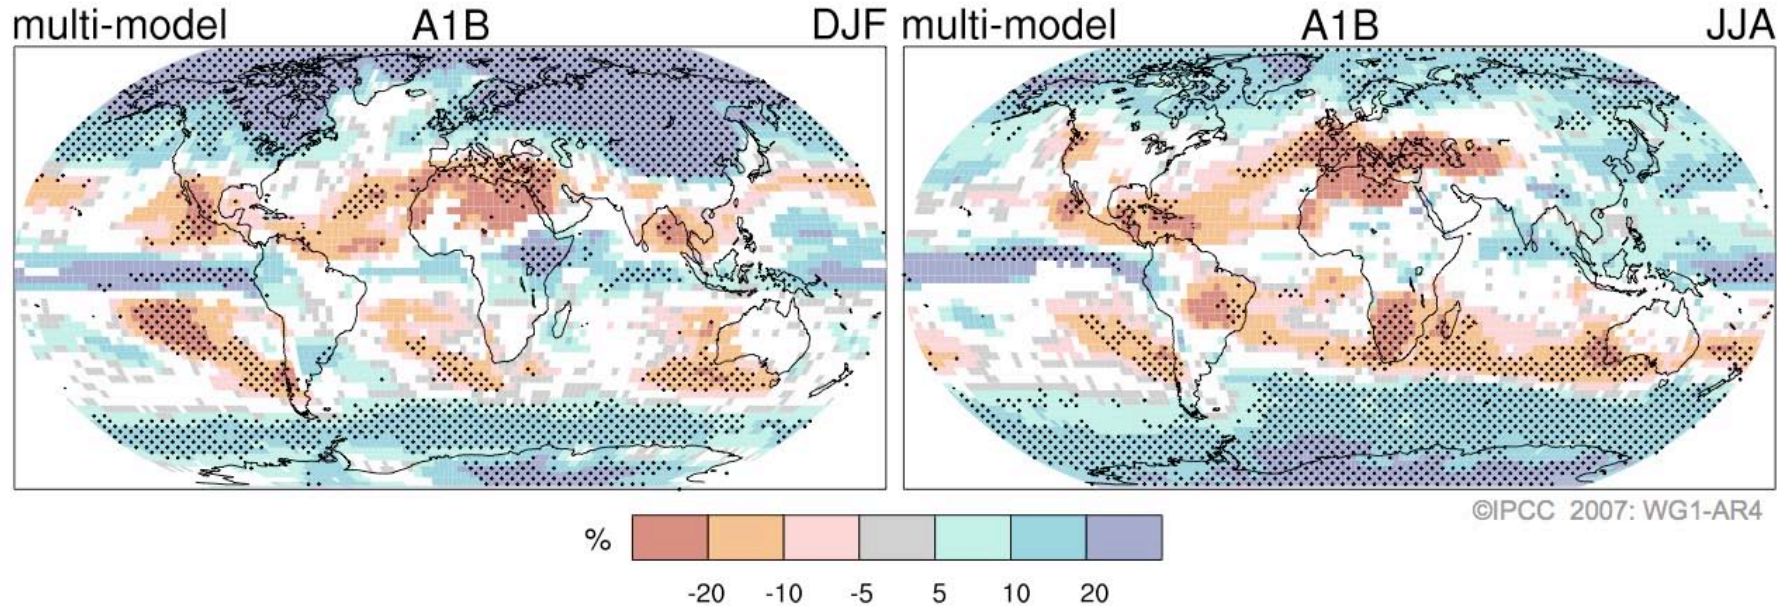 multi-model A1B DJF
multi-model A1B JJA
©IPCC 2007: WG1-AR4
%
-20 -10 -5 5 10 20